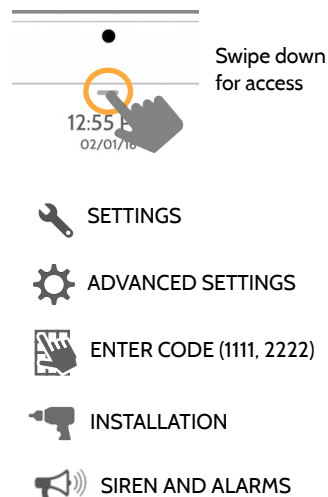 Swipe down
for access
12:55
02/01/18
SETTINGS
ADVANCED SETTINGS
ENTER CODE (1111, 2222)
INSTALLATION
SIREN AND ALARMS